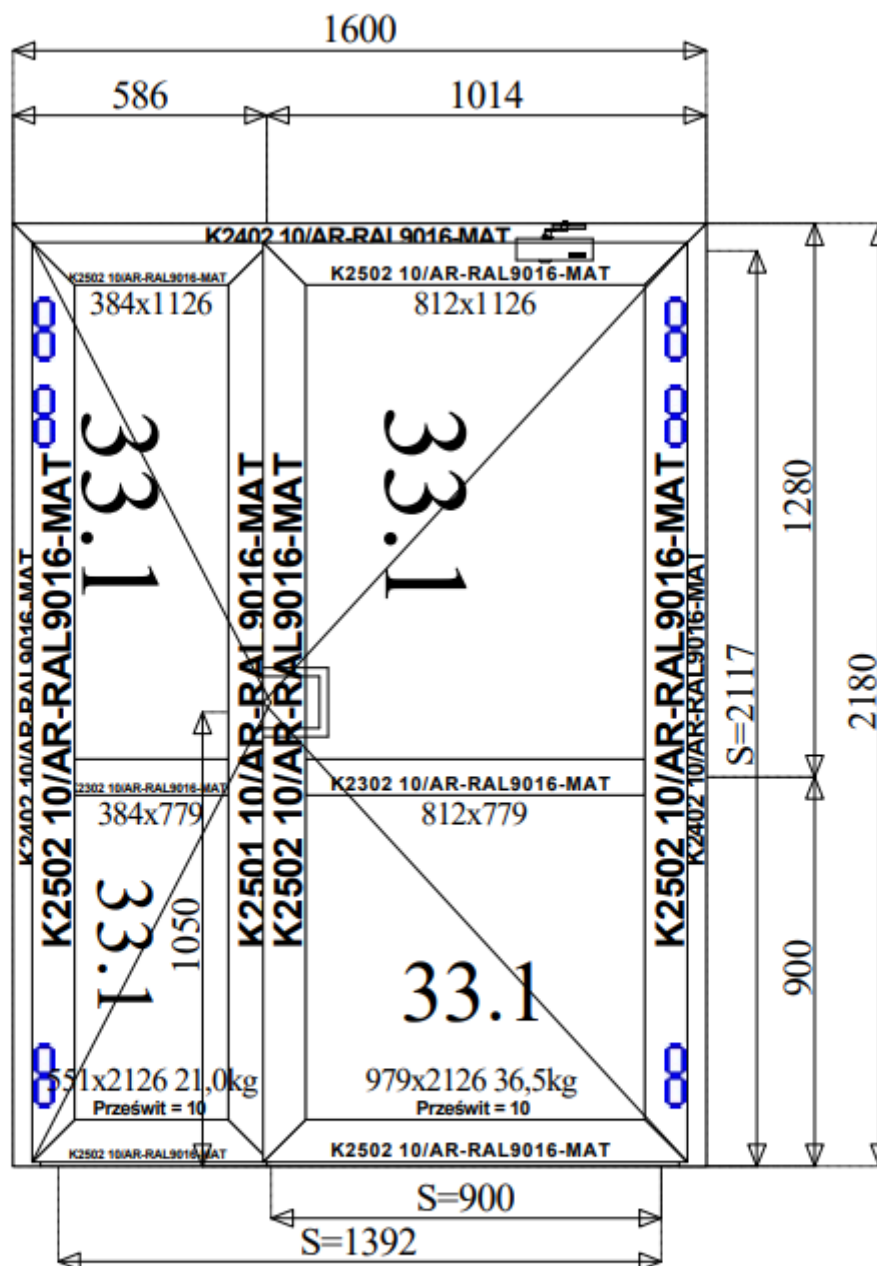 1600
586
1014
K2402 10/AR-RAL9016-MAT
K2502 10/AR-RAL9016-MAT
K2502 10/AR-RAL9016-MAT
384x1126
812x1126
33.1
33.1
K2402 10/AR-RAL9016-MAT
K2502 10/AR-RAL9016-MAT
K2501 10/AR-RAL9016-MAT
K2502 10/AR-RAL9016-MAT
K2502 10/AR-RAL9016-MAT
K2402 10/AR-RAL9016-MAT
S=2117
1280
2180
K2302 10/AR-RAL9016-MAT
K2302 10/AR-RAL9016-MAT
384x779
812x779
33.1
1050
33.1
900
551x2126 21,0kg
979x2126 36,5kg
Prześwit = 10
Prześwit = 10
K2502 10/AR-RAL9016-MAT
K2502 10/AR-RAL9016-MAT
S=900
S=1392